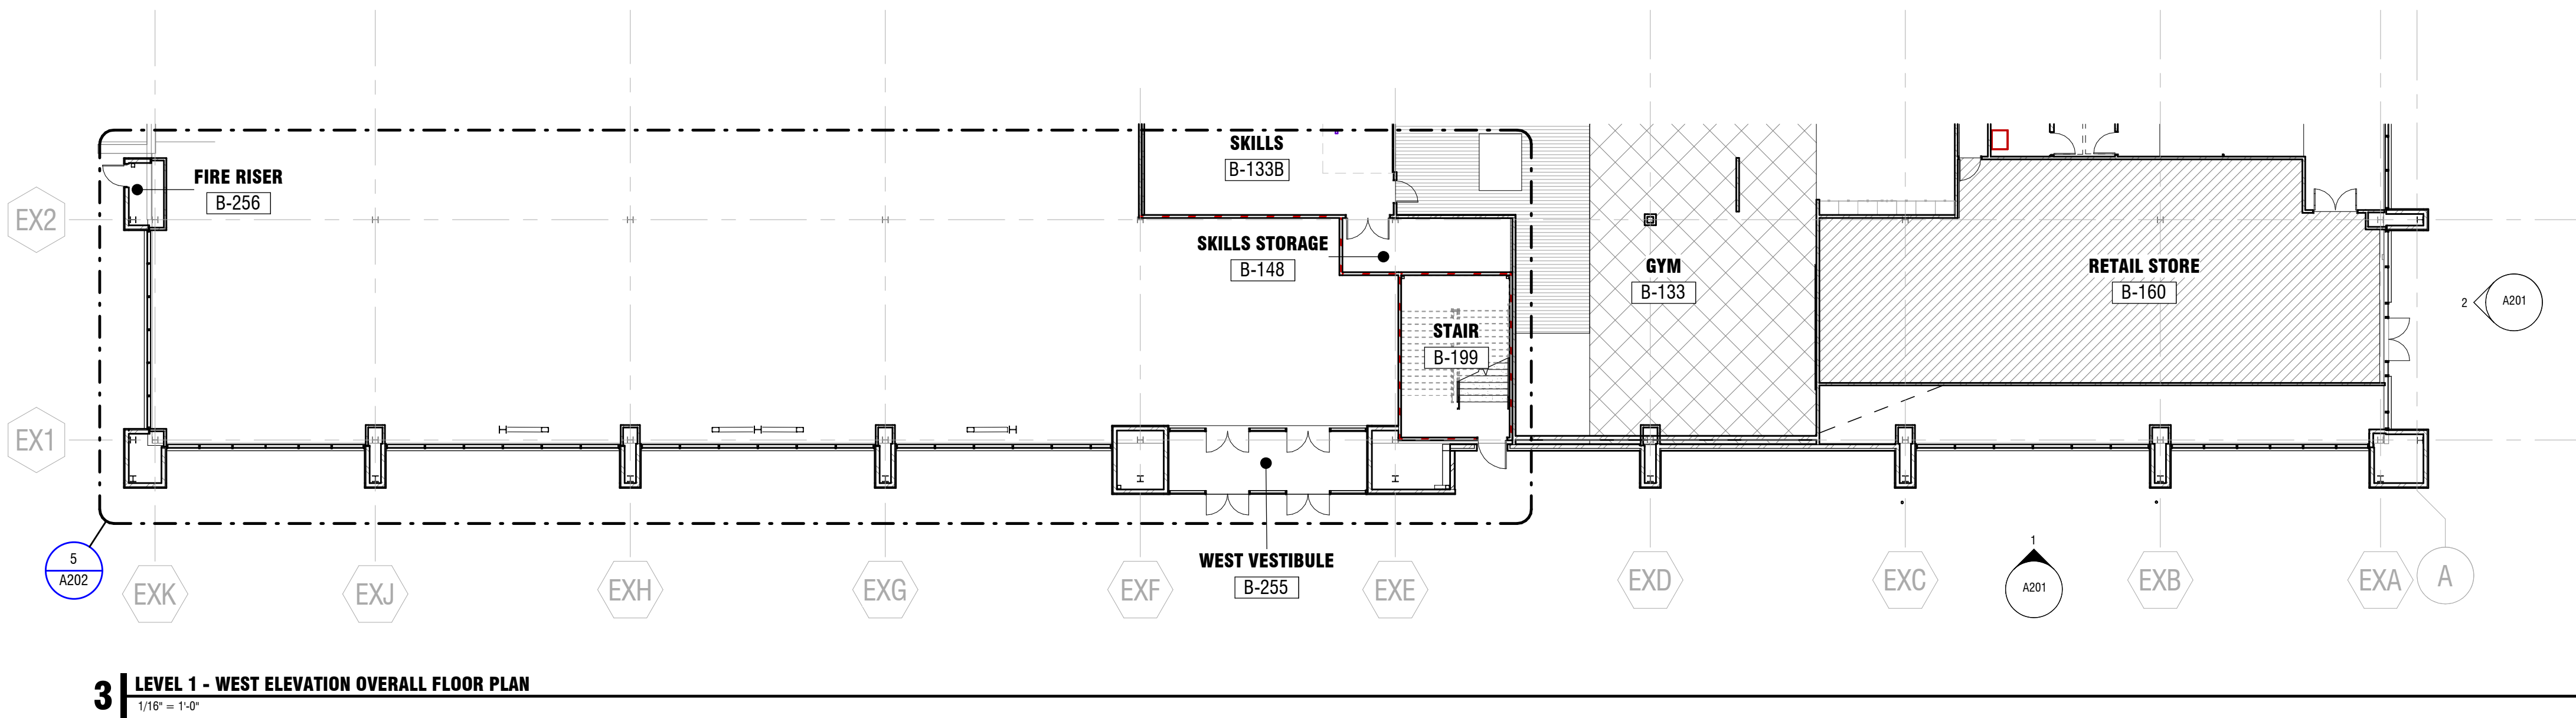 SKILLS
B-133B
FIRE RISER
B-256
EX2
SKILLS STORAGE
B-148
GYM
B-133
RETAIL STORE
B-160
2
A201
STAIR
B-199
EX1
5
A202
WEST VESTIBULE
B-255
1
A201
EXK
EXJ
EXH
EXG
EXF
EXE
EXD
EXC
EXB
EXA
A
3
LEVEL 1 - WEST ELEVATION OVERALL FLOOR PLAN
1/16" = 1'-0"